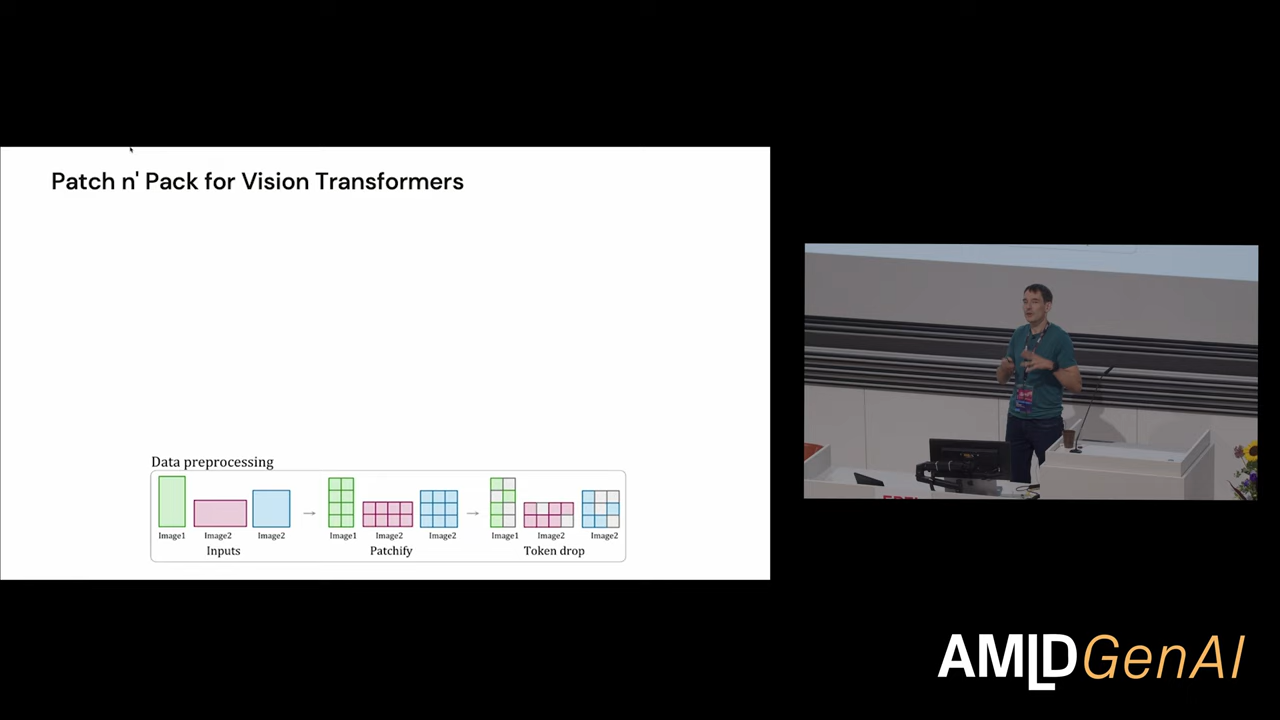 Patch n' Pack for Vision Transformers
Data preprocessing
Image1 Image2 Image2 Image1 Image2 Image2 Image1 Image2 Image2
Inputs Patchify Token drop
AMLD GenAI